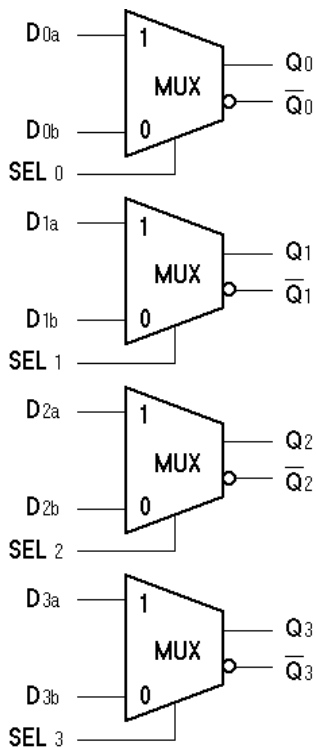 D0a
1
Q0
MUX
Q̅0
D0b
0
SEL 0
D1a
1
Q1
MUX
Q̅1
D1b
0
SEL 1
D2a
1
Q2
MUX
Q̅2
D2b
0
SEL 2
D3a
1
Q3
MUX
Q̅3
D3b
0
SEL 3